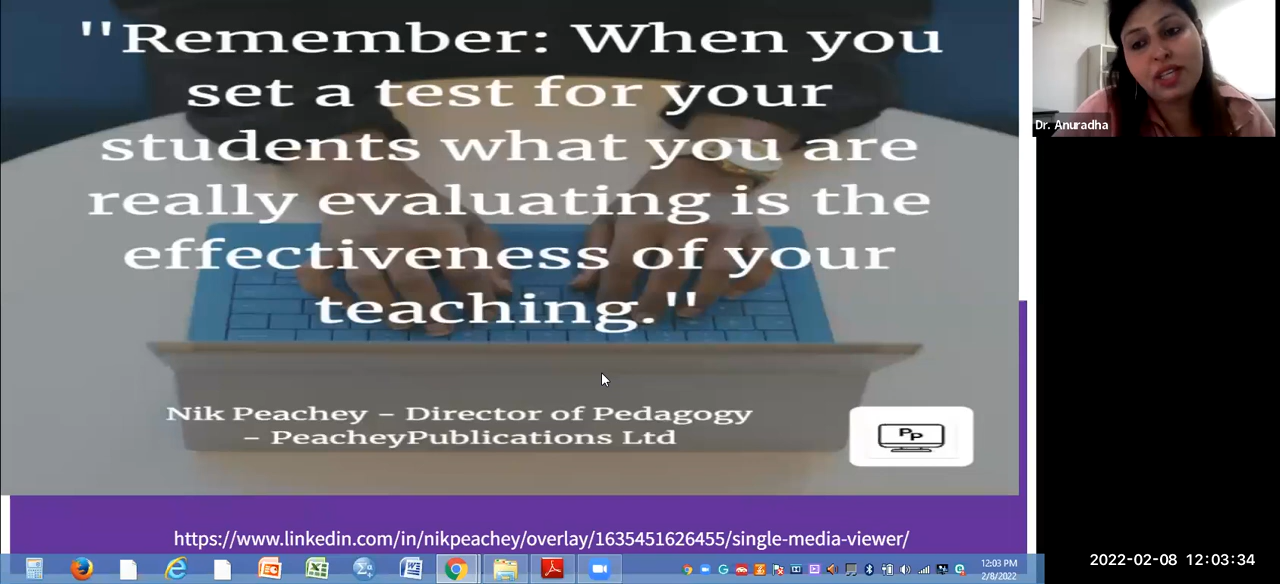 "Remember: When you
set a test for your
students what you are
really evaluating is the
effectiveness of your
teaching."
Nik Peachey – Director of Pedagogy
– PeacheyPublications Ltd
PP
https://www.linkedin.com/in/nikpeachey/overlay/1635451626455/single-media-viewer/
Dr. Anuradha
12:03 PM
2/8/2022
2022-02-08 12:03:34